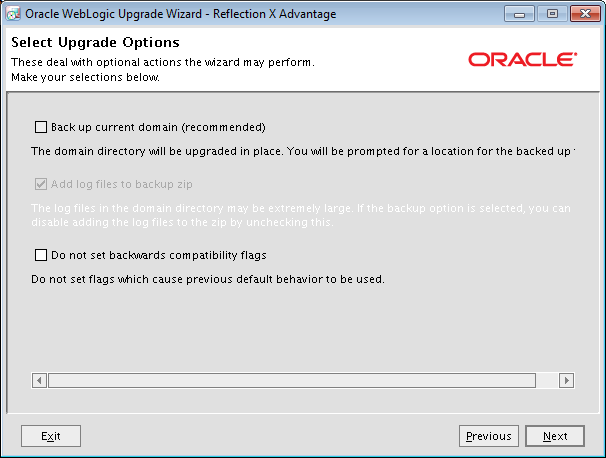 Oracle WebLogic Upgrade Wizard - Reflection X Advantage
Select Upgrade Options
These deal with optional actions the wizard may perform.
Make your selections below.
ORACLE
Back up current domain (recommended)
The domain directory will be upgraded in place. You will be prompted for a location for the backed up
Add log files to backup zip
The log files in the domain directory may be extremely large. If the backup option is selected, you can
disable adding the log files to the zip by unchecking this.
Do not set backwards compatibility flags
Do not set flags which cause previous default behavior to be used.
Exit
Previous
Next